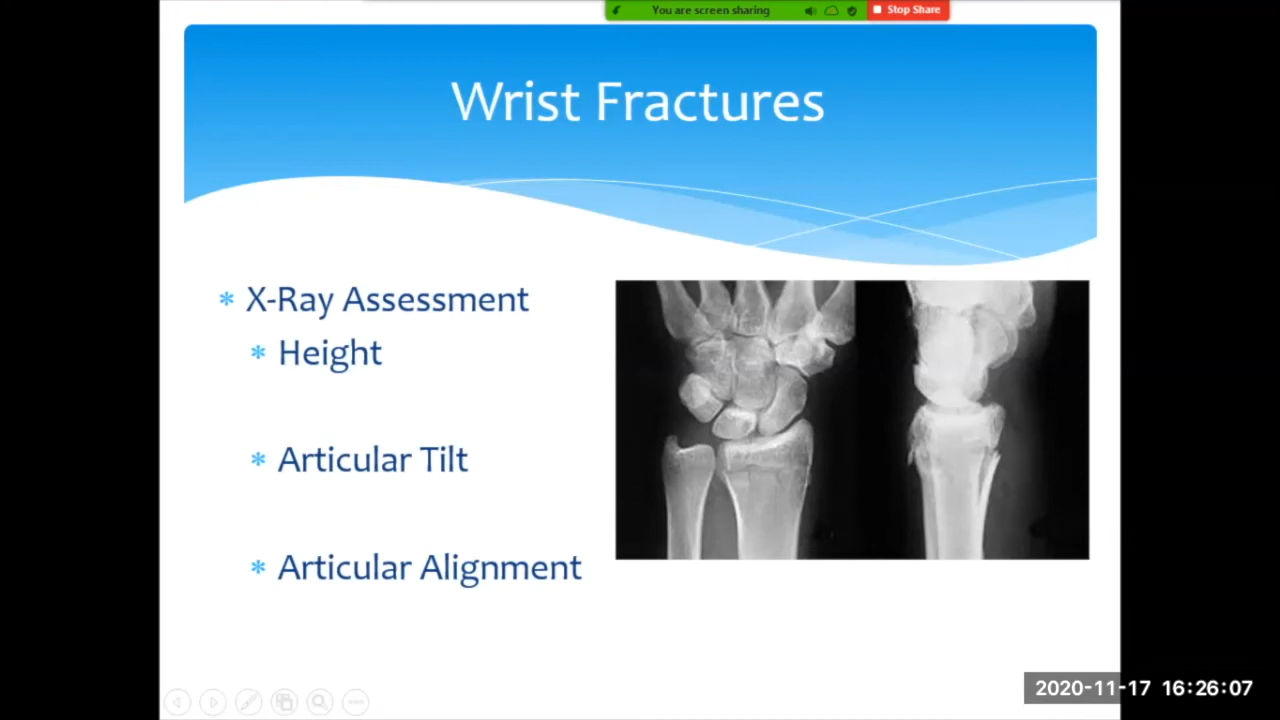 You are screen sharing
Stop Share
Wrist Fractures
X-Ray Assessment
Height
Articular Tilt
Articular Alignment
2020-11-17 16:26:07